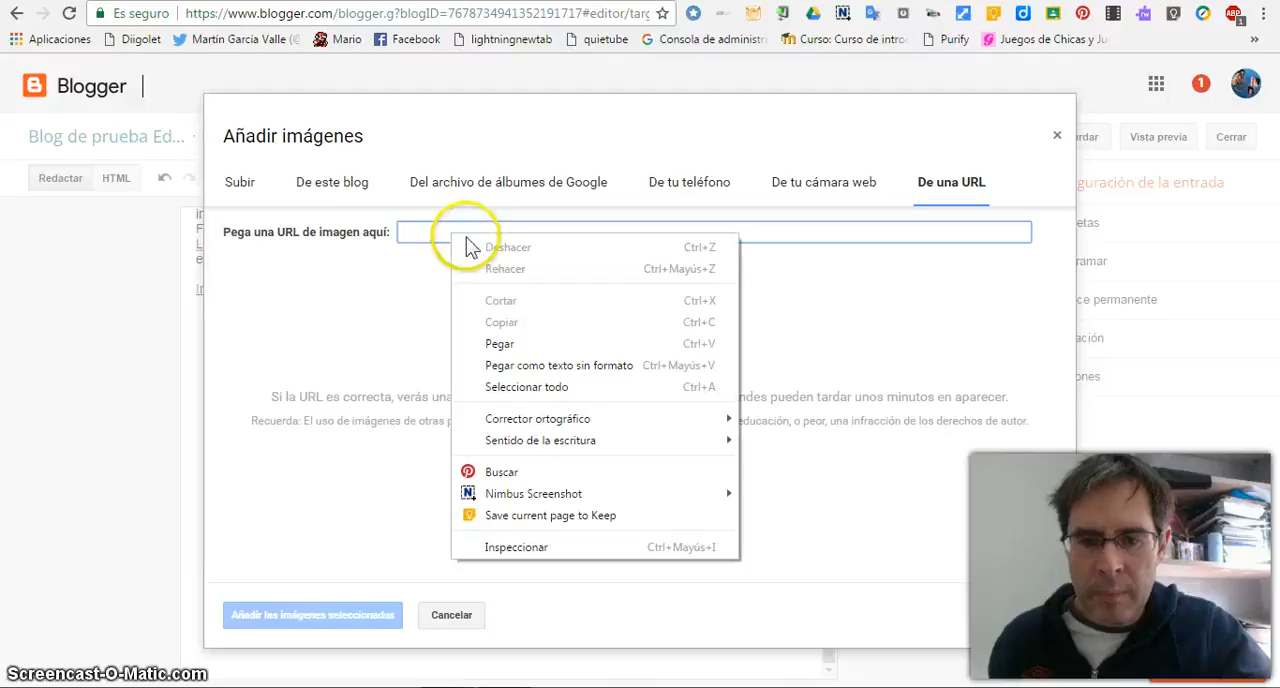 Es seguro https://www.blogger.com/blogger.g?blogID=7678734941352191717#editor/targ
Aplicaciones Diigolet Martín García Valle (@ Mario Facebook lightningnewtab quietube Consola de administr Curso: Curso de intro Purify Juegos de Chicas y Ju »
Blogger 1
Blog de prueba Ed... rdar Vista previa Cerrar
Redactar HTML
guración de la entrada
etas
ramar
ce permanente
ación
ones
Añadir imágenes ×
Subir De este blog Del archivo de álbumes de Google De tu teléfono De tu cámara web De una URL
Pega una URL de imagen aquí:
Deshacer Ctrl+Z
Rehacer Ctrl+Mayús+Z
Cortar Ctrl+X
Copiar Ctrl+C
Pegar Ctrl+V
Pegar como texto sin formato Ctrl+Mayús+V
Seleccionar todo Ctrl+A
Corrector ortográfico
Sentido de la escritura
Buscar
Nimbus Screenshot
Save current page to Keep
Inspeccionar Ctrl+Mayús+I
Si la URL es correcta, verás una ndes pueden tardar unos minutos en aparecer.
Recuerda: El uso de imágenes de otras p educación, o peor, una infracción de los derechos de autor.
Añadir las imágenes seleccionadas Cancelar
Screencast-O-Matic.com